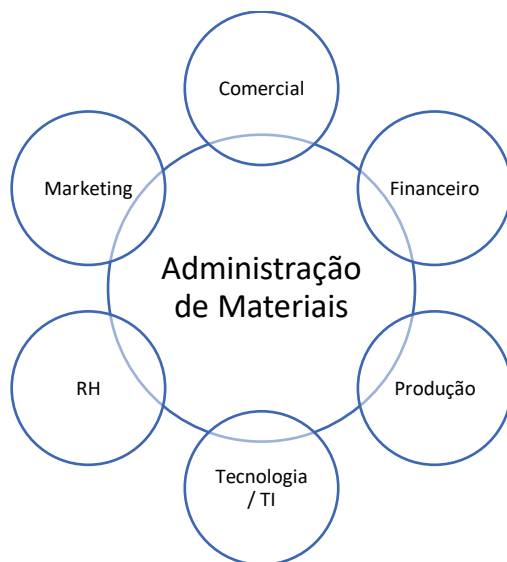 Comercial
Marketing
Financeiro
Administração
de Materiais
RH
Produção
Tecnologia
/ TI